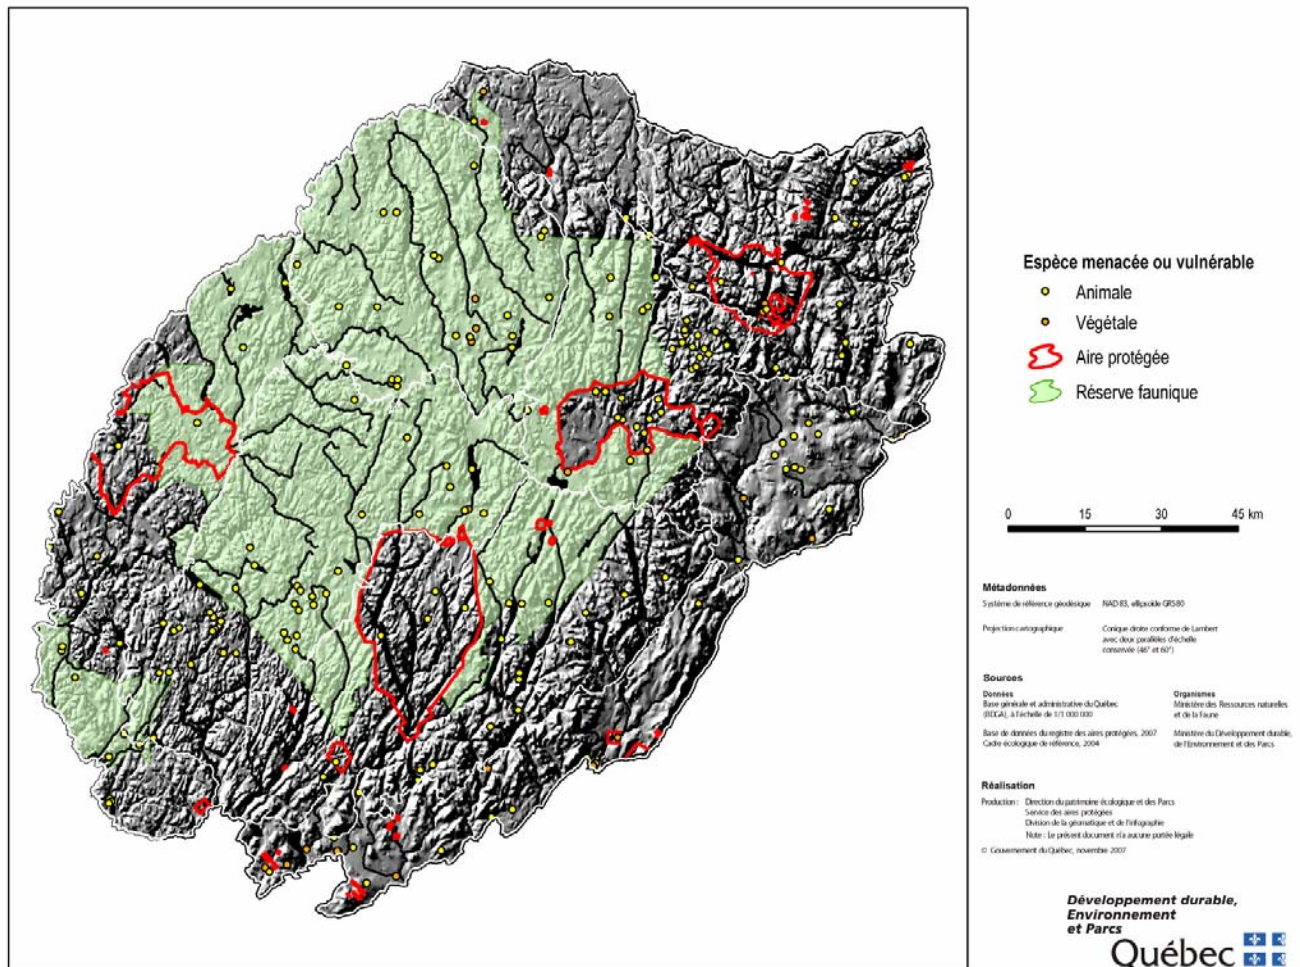 Espèce menacée ou vulnérable
Animale
Végétale
Aire protégée
Réserve faunique
0 15 30 45 km
Métadonnées
Système de référence géodésique NAD 83, ellipsoïde GRS80
Projection cartographique Conique droite conforme de Lambert
avec deux parallèles d'échelle
conservée (46° et 60°)
Sources
Données Organismes
Base générale et administrative du Québec Ministère des Ressources naturelles
(BDGA), à l'échelle de 1/1 000 000 et de la Faune
Base de données du registre des aires protégées, 2007 Ministère du Développement durable,
Cadre écologique de référence, 2004 de l'Environnement et des Parcs
Réalisation
Production : Direction du patrimoine écologique et des Parcs
Service des aires protégées
Division de la géomatique et de l'infographie
Note : Le présent document n'a aucune portée légale
© Gouvernement du Québec, novembre 2007
Développement durable,
Environnement
et Parcs
Québec